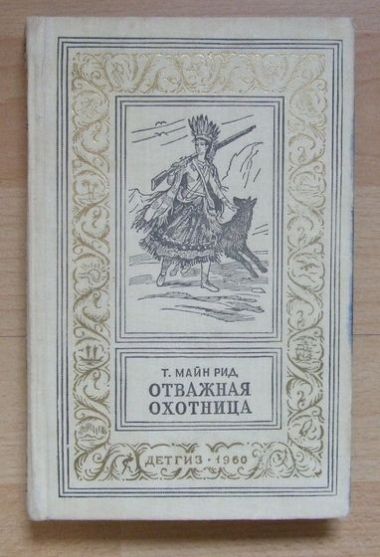 Т. МАЙН РИД
ОТВАЖНАЯ
ОХОТНИЦА
ДЕТГИЗ · 1960